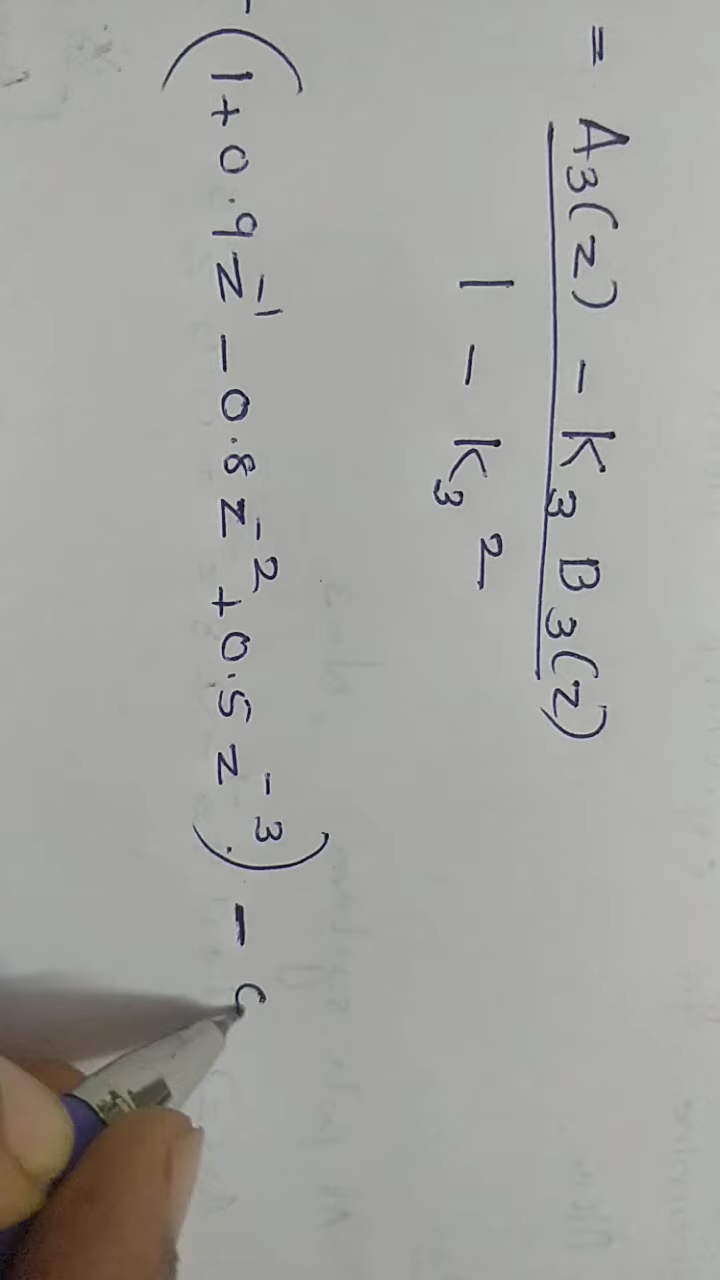 = A₃(z) - K₃ B₃(z)
1 - K₃²
(1 + 0.9z⁻¹ - 0.8z⁻² + 0.5z⁻³) -